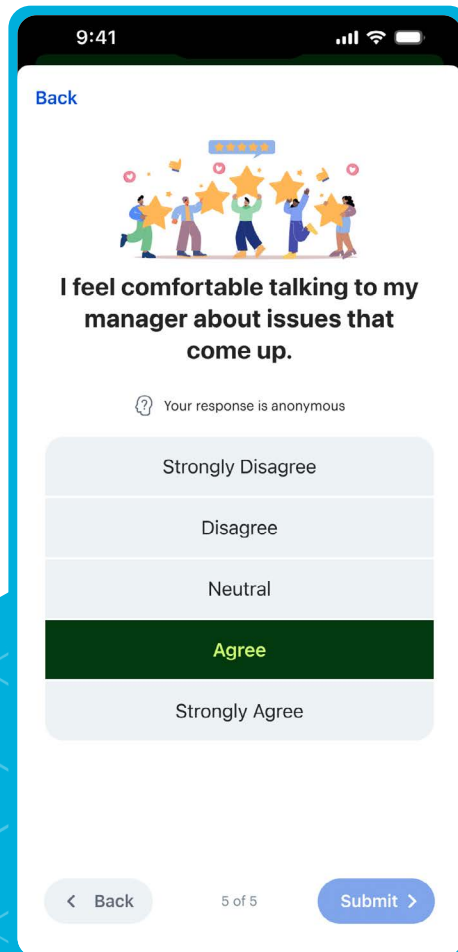 9:41
Back
I feel comfortable talking to my
manager about issues that
come up.
Your response is anonymous
Strongly Disagree
Disagree
Neutral
Agree
Strongly Agree
Back
5 of 5
Submit